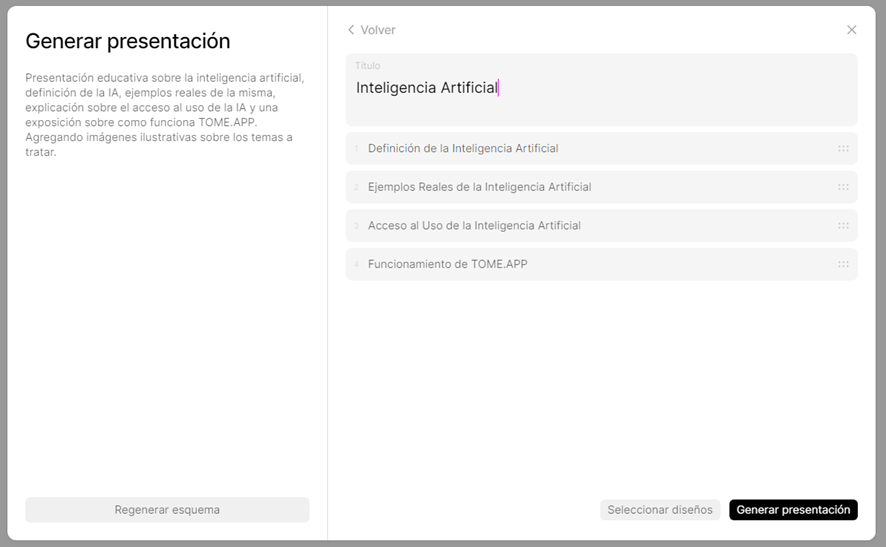 Generar presentación
Presentación educativa sobre la inteligencia artificial,
definición de la IA, ejemplos reales de la misma,
explicación sobre el acceso al uso de la IA y una
exposición sobre como funciona TOME.APP.
Agregando imágenes ilustrativas sobre los temas a
tratar.
Regenerar esquema
Volver
Título
Inteligencia Artificial
1 Definición de la Inteligencia Artificial
2 Ejemplos Reales de la Inteligencia Artificial
3 Acceso al Uso de la Inteligencia Artificial
4 Funcionamiento de TOME.APP
Seleccionar diseños
Generar presentación